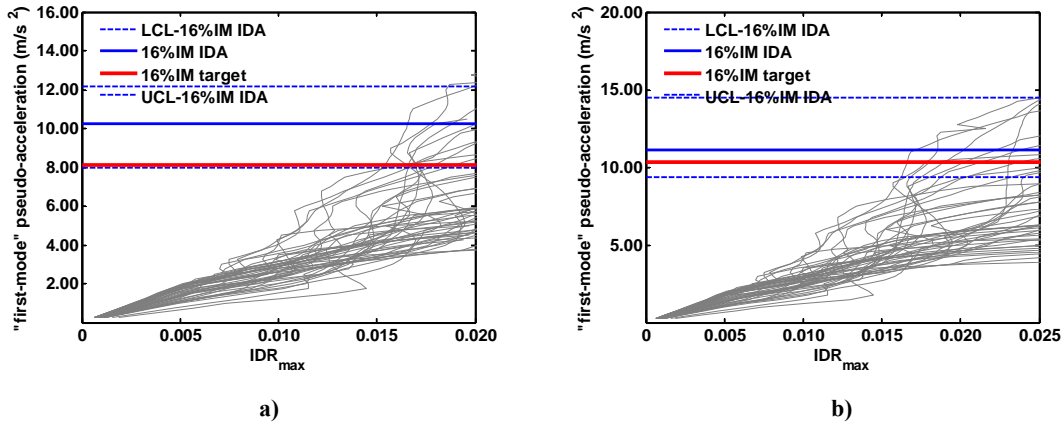 16.00
14.00
12.00
10.00
8.00
6.00
4.00
2.00
0
0.005
0.010
0.015
0.020
"first-mode" pseudo-acceleration (m/s 2)
IDRmax
LCL-16%IM IDA
16%IM IDA
16%IM target
UCL-16%IM IDA
a)
20.00
15.00
10.00
5.00
0
0.005
0.010
0.015
0.020
0.025
"first-mode" pseudo-acceleration (m/s 2)
IDRmax
LCL-16%IM IDA
16%IM IDA
16%IM target
UCL-16%IM IDA
b)